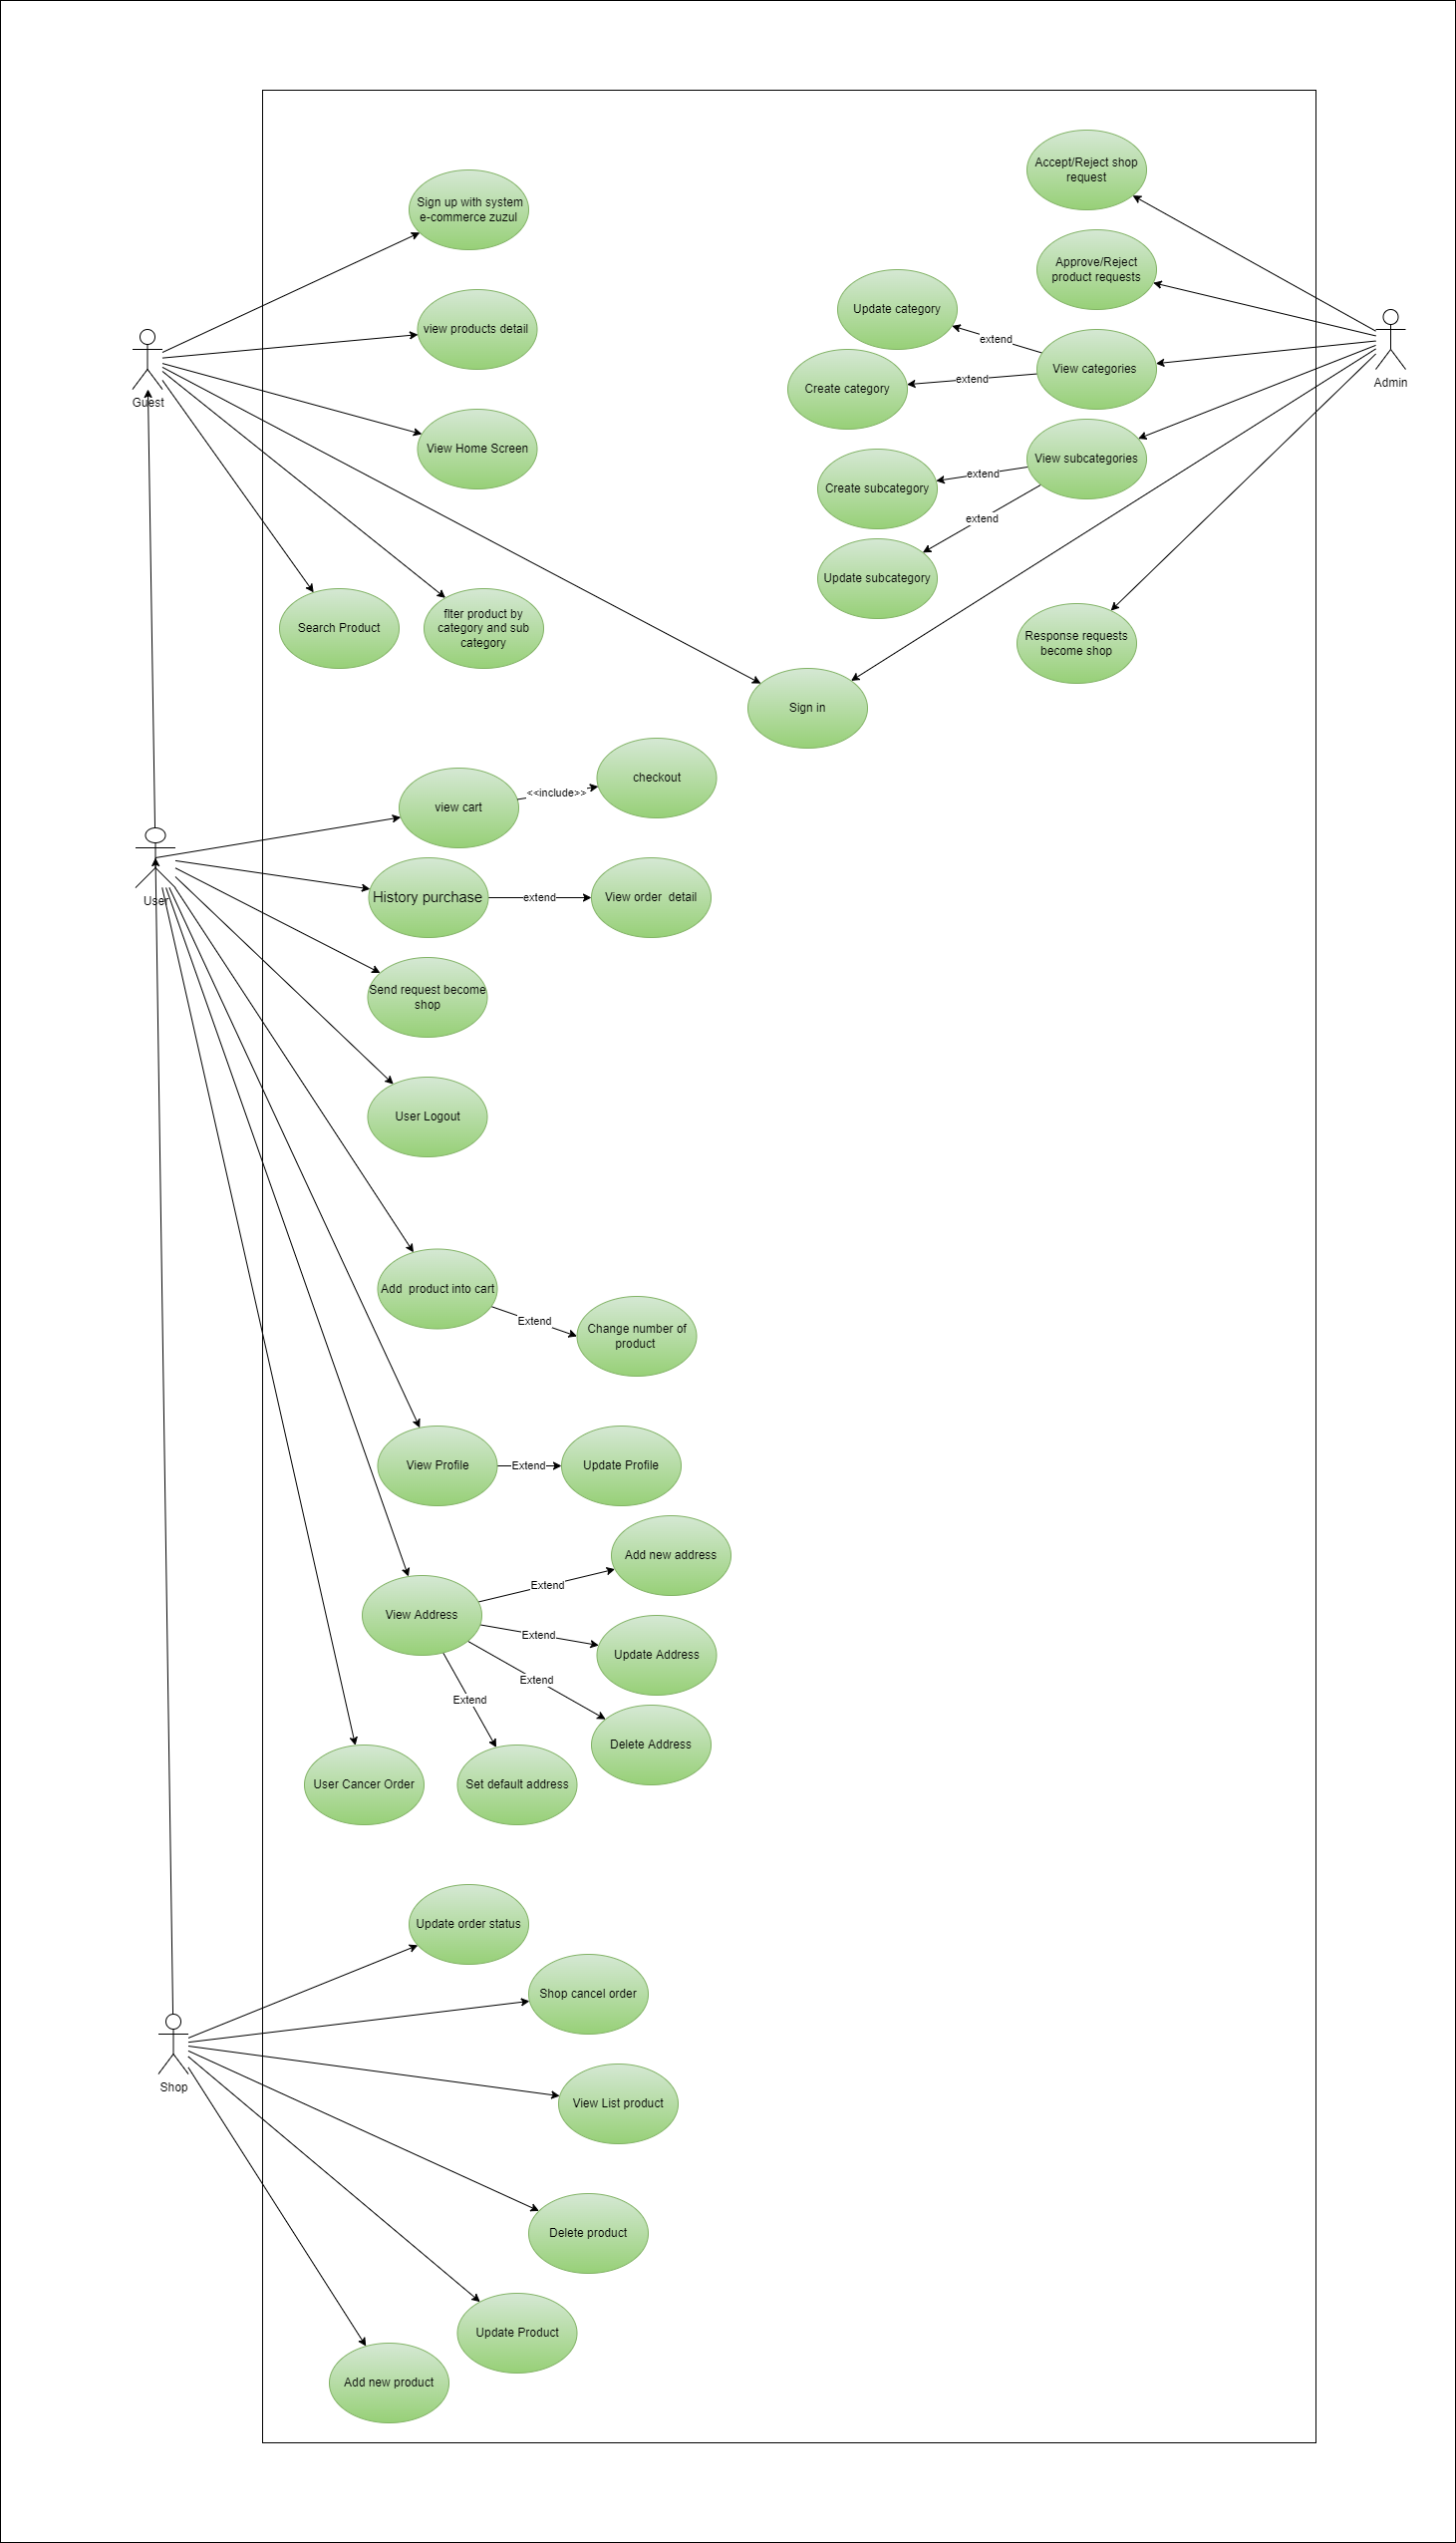 Accept/Reject shop
request
Sign up with system
e-commerce zuzul
Approve/Reject
product requests
Update category
view products detail
extend
View categories
Admin
extend
Create category
Guest
View Home Screen
View subcategories
extend
Create subcategory
extend
Update subcategory
Search Product
flter product by
category and sub
category
Response requests
become shop
Sign in
checkout
<<include>>
view cart
History purchase
extend
View order  detail
User
Send request become
shop
User Logout
Add  product into cart
Extend
Change number of
product
View Profile
Extend
Update Profile
Add new address
Extend
View Address
Extend
Update Address
Extend
Extend
Delete Address
User Cancer Order
Set default address
Update order status
Shop cancel order
Shop
View List product
Delete product
Update Product
Add new product